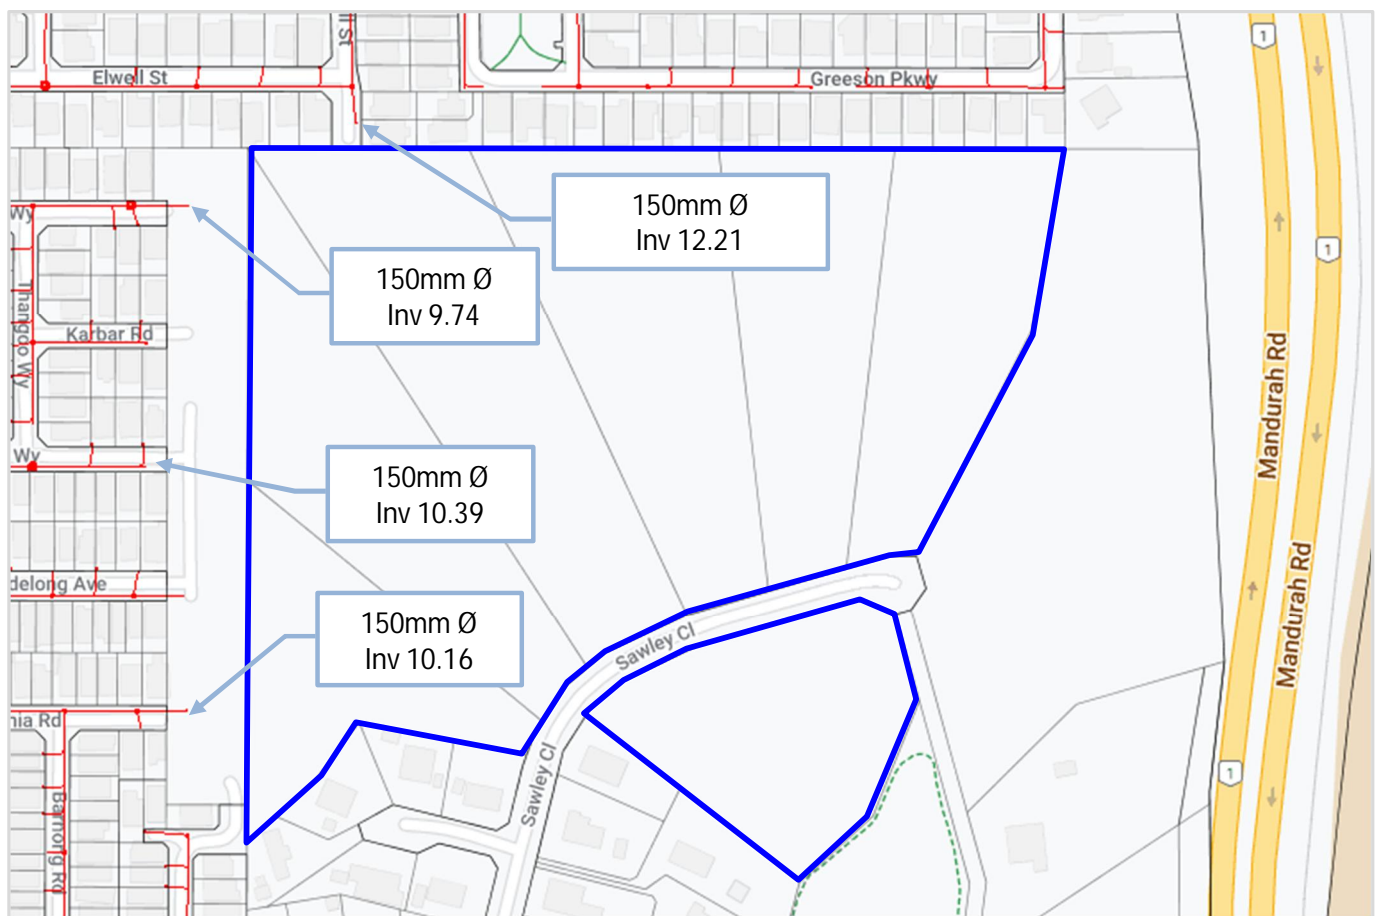 ll St
Elwell St
Greeson Pkwy
1
150mm Ø
Inv 12.21
Wy
150mm Ø
Inv 9.74
1
Thangoo Wy
Karbar Rd
Mandurah Rd
Wy
150mm Ø
Inv 10.39
delong Ave
150mm Ø
Inv 10.16
Sawley Cl
Mandurah Rd
nia Rd
Sawley Cl
1
Barnong Rd